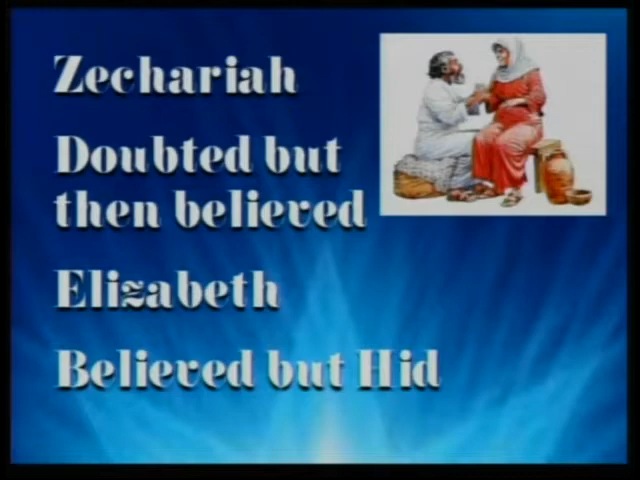 Zechariah
Doubted but
then believed
Elizabeth
Believed but Hid